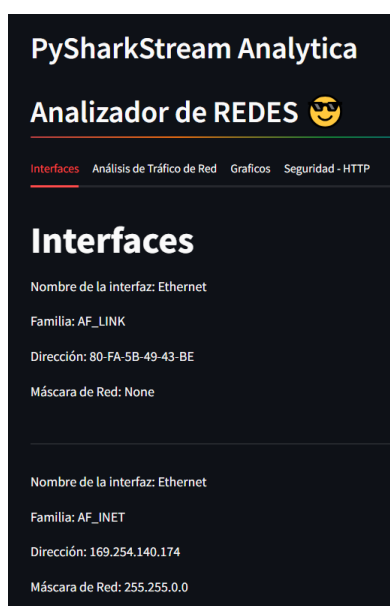 PySharkStream Analytica
Analizador de REDES 😎
Interfaces Análisis de Tráfico de Red Graficos Seguridad - HTTP
Interfaces
Nombre de la interfaz: Ethernet
Familia: AF_LINK
Dirección: 80-FA-5B-49-43-BE
Máscara de Red: None
Nombre de la interfaz: Ethernet
Familia: AF_INET
Dirección: 169.254.140.174
Máscara de Red: 255.255.0.0